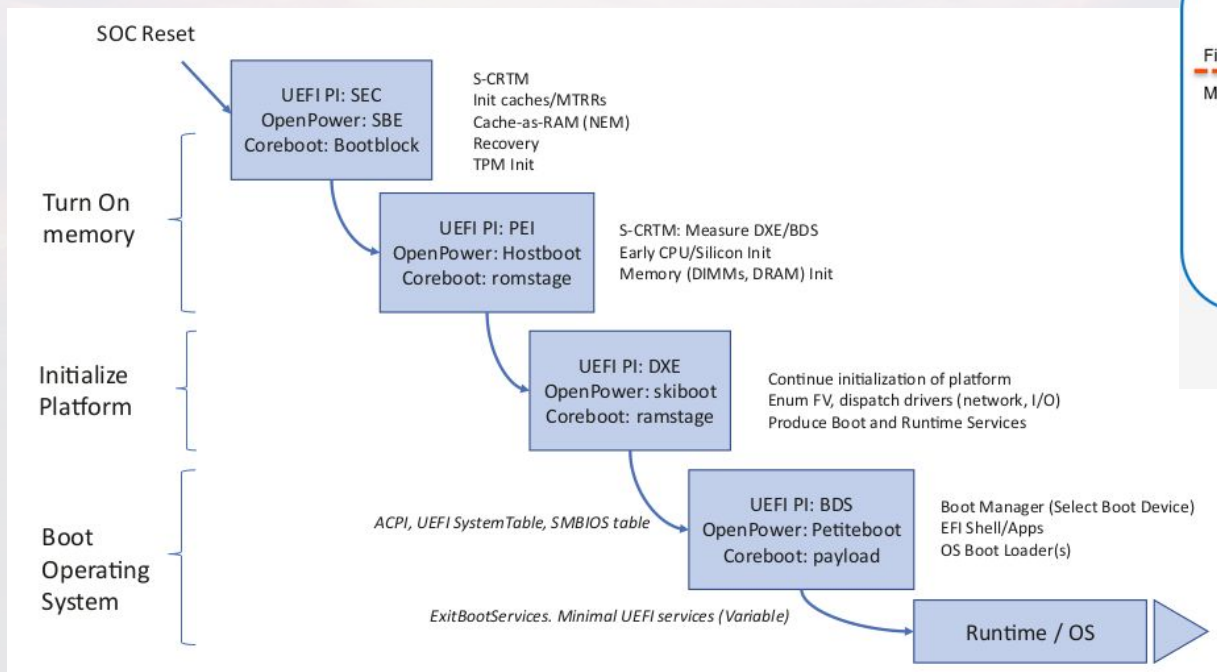 SOC Reset
UEFI PI: SEC
OpenPower: SBE
Coreboot: Bootblock
S-CRTM
Init caches/MTRRs
Cache-as-RAM (NEM)
Recovery
TPM Init
Turn On
memory
UEFI PI: PEI
OpenPower: Hostboot
Coreboot: romstage
S-CRTM: Measure DXE/BDS
Early CPU/Silicon Init
Memory (DIMMs, DRAM) Init
Initialize
Platform
UEFI PI: DXE
OpenPower: skiboot
Coreboot: ramstage
Continue initialization of platform
Enum FV, dispatch drivers (network, I/O)
Produce Boot and Runtime Services
Boot
Operating
System
ACPI, UEFI SystemTable, SMBIOS table
UEFI PI: BDS
OpenPower: Petiteboot
Coreboot: payload
Boot Manager (Select Boot Device)
EFI Shell/Apps
OS Boot Loader(s)
ExitBootServices. Minimal UEFI services (Variable)
Runtime / OS